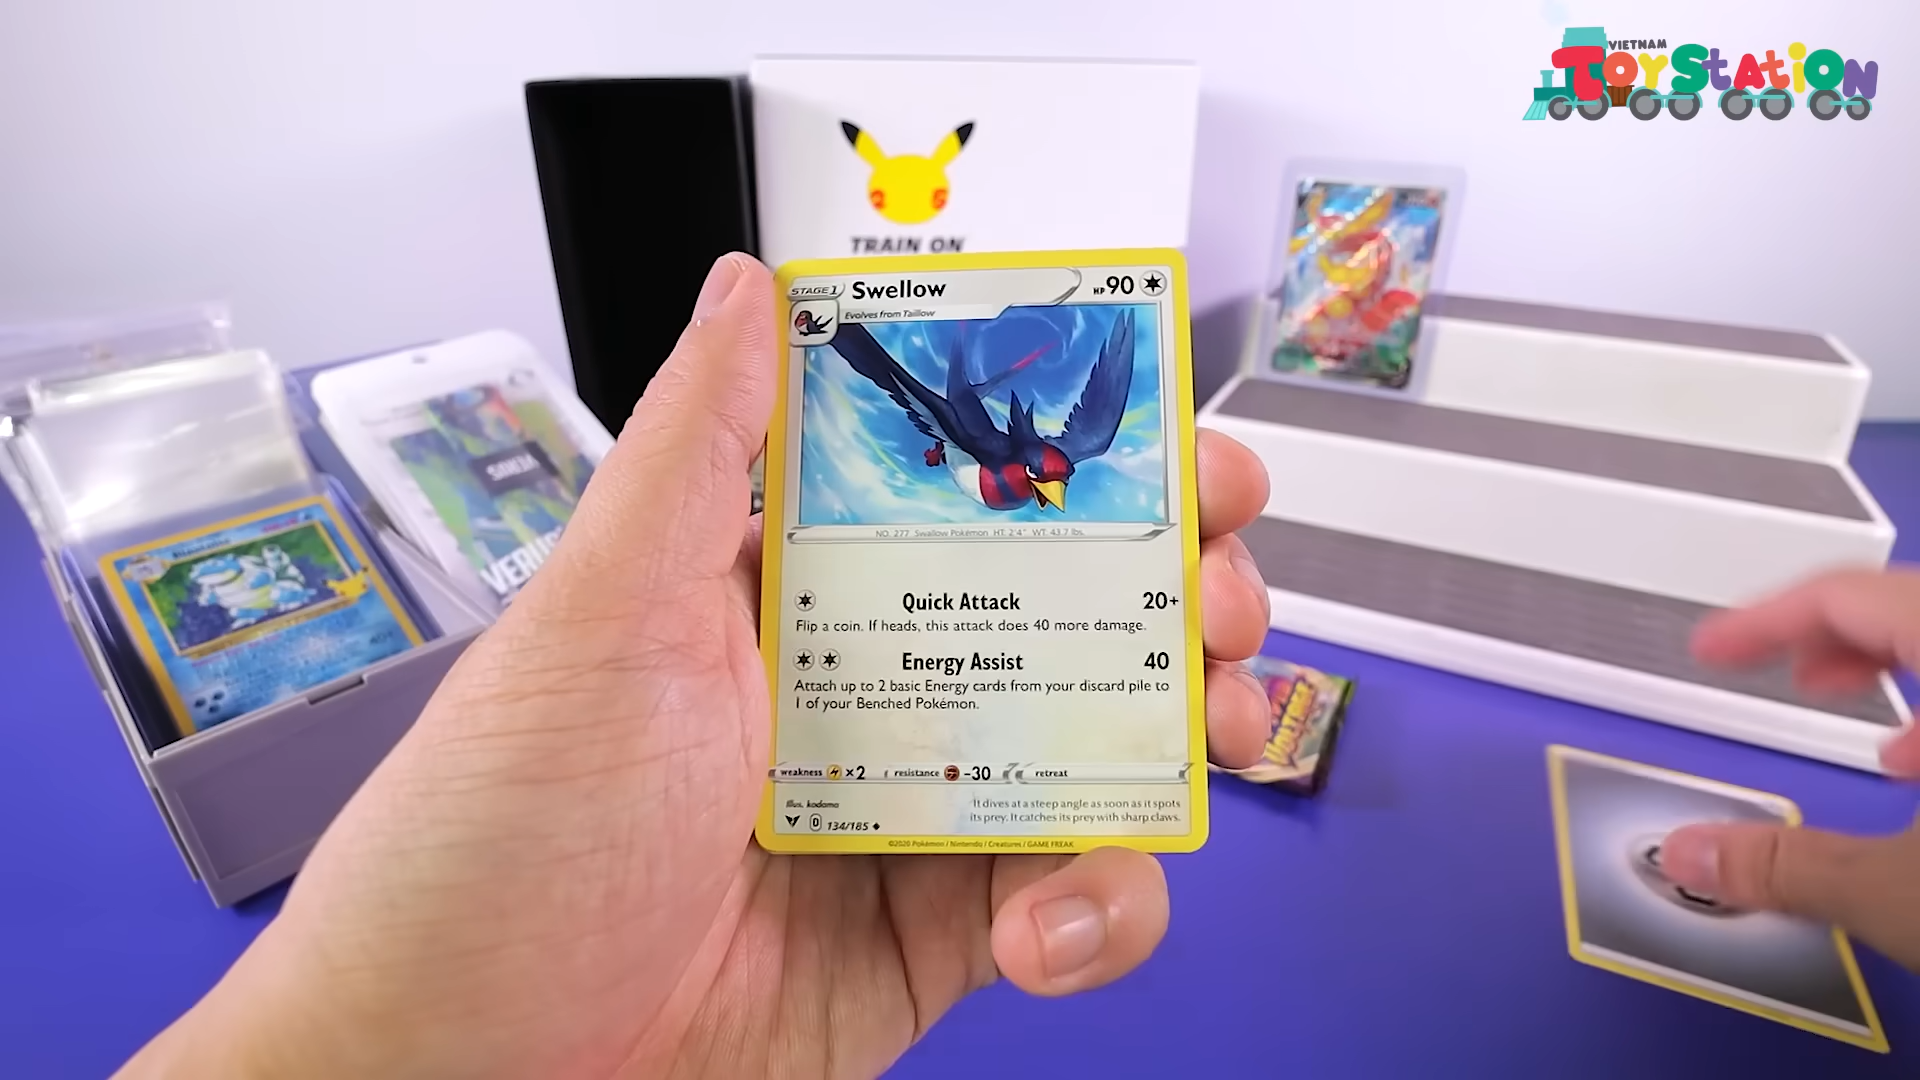 VIETNAM
TOYSTATION
25
TRAIN ON
STAGE 1
Swellow
HP 90
Evolves from Taillow
NO. 277 Swallow Pokémon HT: 2'4" WT: 43.7 lbs.
Quick Attack 20+
Flip a coin. If heads, this attack does 40 more damage.
Energy Assist 40
Attach up to 2 basic Energy cards from your discard pile to
1 of your Benched Pokémon.
weakness ×2 resistance -30 retreat
Illus. kodama
It dives at a steep angle as soon as it spots
its prey. It catches its prey with sharp claws.
D 134/185
©2020 Pokémon / Nintendo / Creatures / GAME FREAK